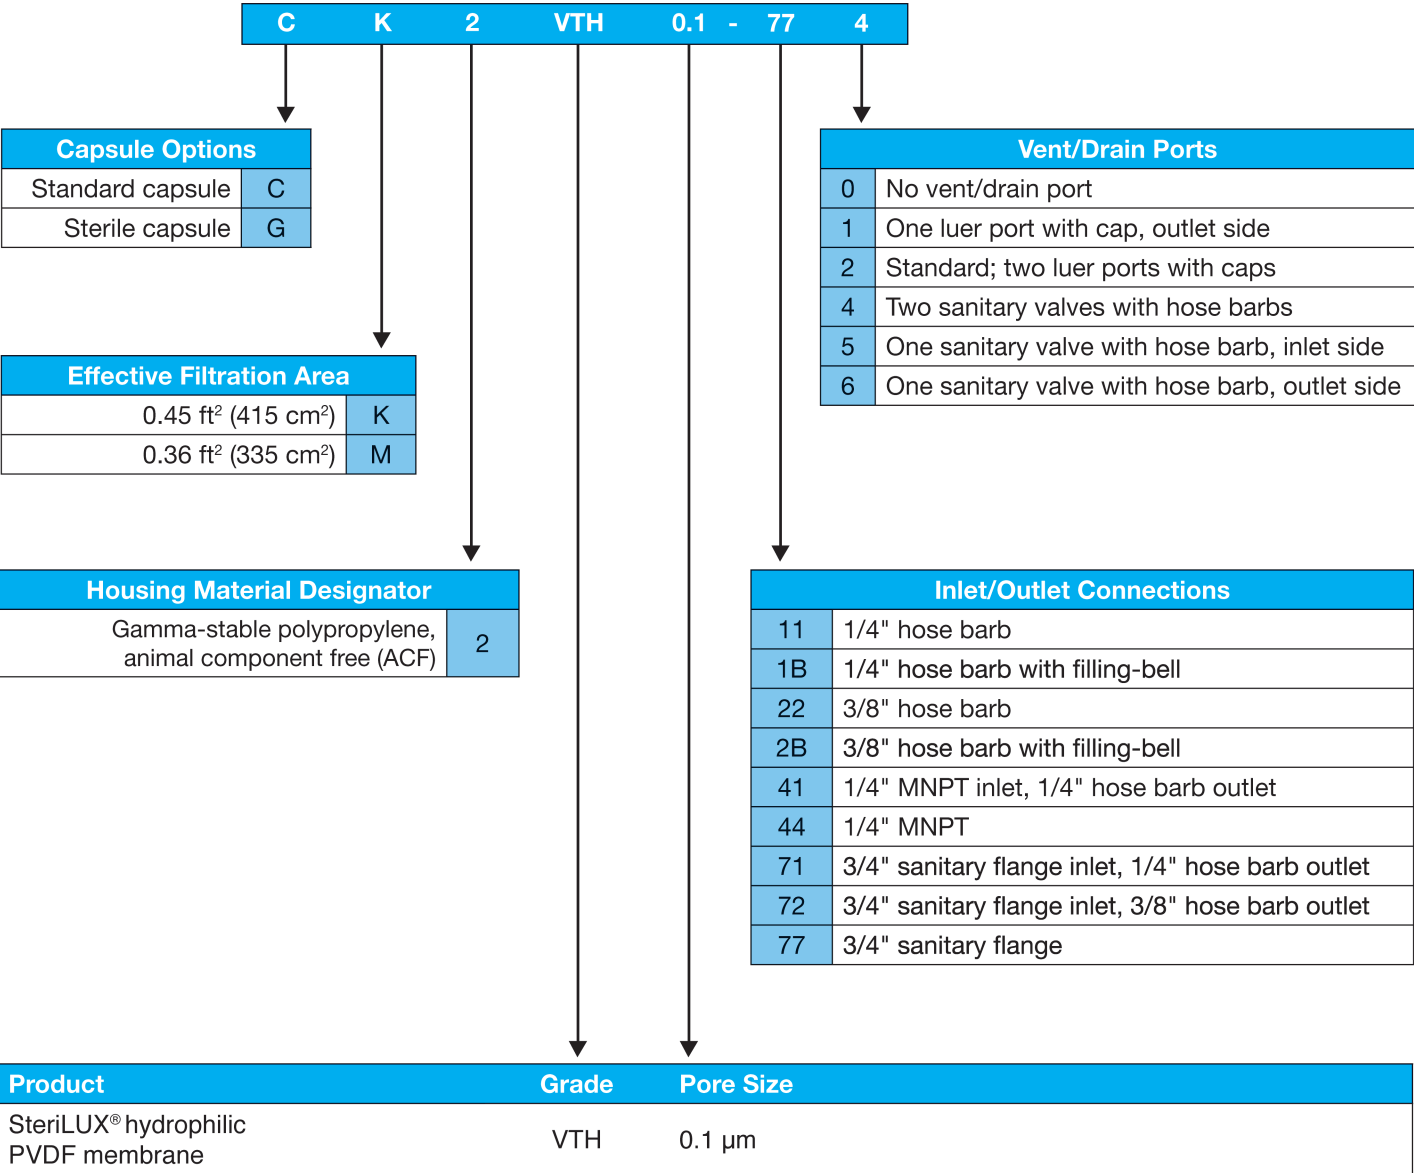 C K 2 VTH 0.1 - 77 4
Capsule Options
Standard capsule C
Sterile capsule G
Vent/Drain Ports
0 No vent/drain port
1 One luer port with cap, outlet side
2 Standard; two luer ports with caps
4 Two sanitary valves with hose barbs
5 One sanitary valve with hose barb, inlet side
6 One sanitary valve with hose barb, outlet side
Effective Filtration Area
0.45 ft² (415 cm²) K
0.36 ft² (335 cm²) M
Housing Material Designator
Gamma-stable polypropylene,
animal component free (ACF)
2
Inlet/Outlet Connections
11 1/4" hose barb
1B 1/4" hose barb with filling-bell
22 3/8" hose barb
2B 3/8" hose barb with filling-bell
41 1/4" MNPT inlet, 1/4" hose barb outlet
44 1/4" MNPT
71 3/4" sanitary flange inlet, 1/4" hose barb outlet
72 3/4" sanitary flange inlet, 3/8" hose barb outlet
77 3/4" sanitary flange
Product Grade Pore Size
SteriLUX® hydrophilic
PVDF membrane
VTH 0.1 µm